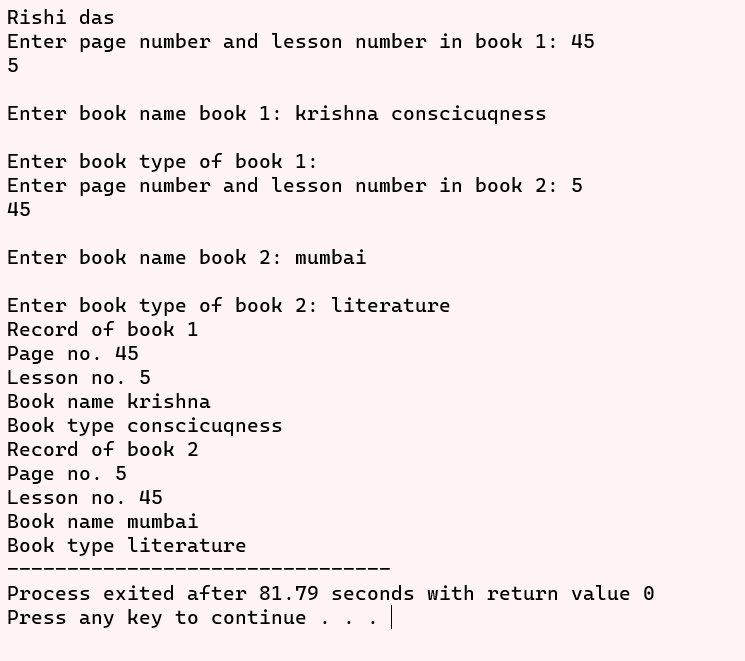 Rishi das
Enter page number and lesson number in book 1: 45
5
Enter book name book 1: krishna conscicuqness
Enter book type of book 1:
Enter page number and lesson number in book 2: 5
45
Enter book name book 2: mumbai
Enter book type of book 2: literature
Record of book 1
Page no. 45
Lesson no. 5
Book name krishna
Book type conscicuqness
Record of book 2
Page no. 5
Lesson no. 45
Book name mumbai
Book type literature
--------------------------------
Process exited after 81.79 seconds with return value 0
Press any key to continue . . .